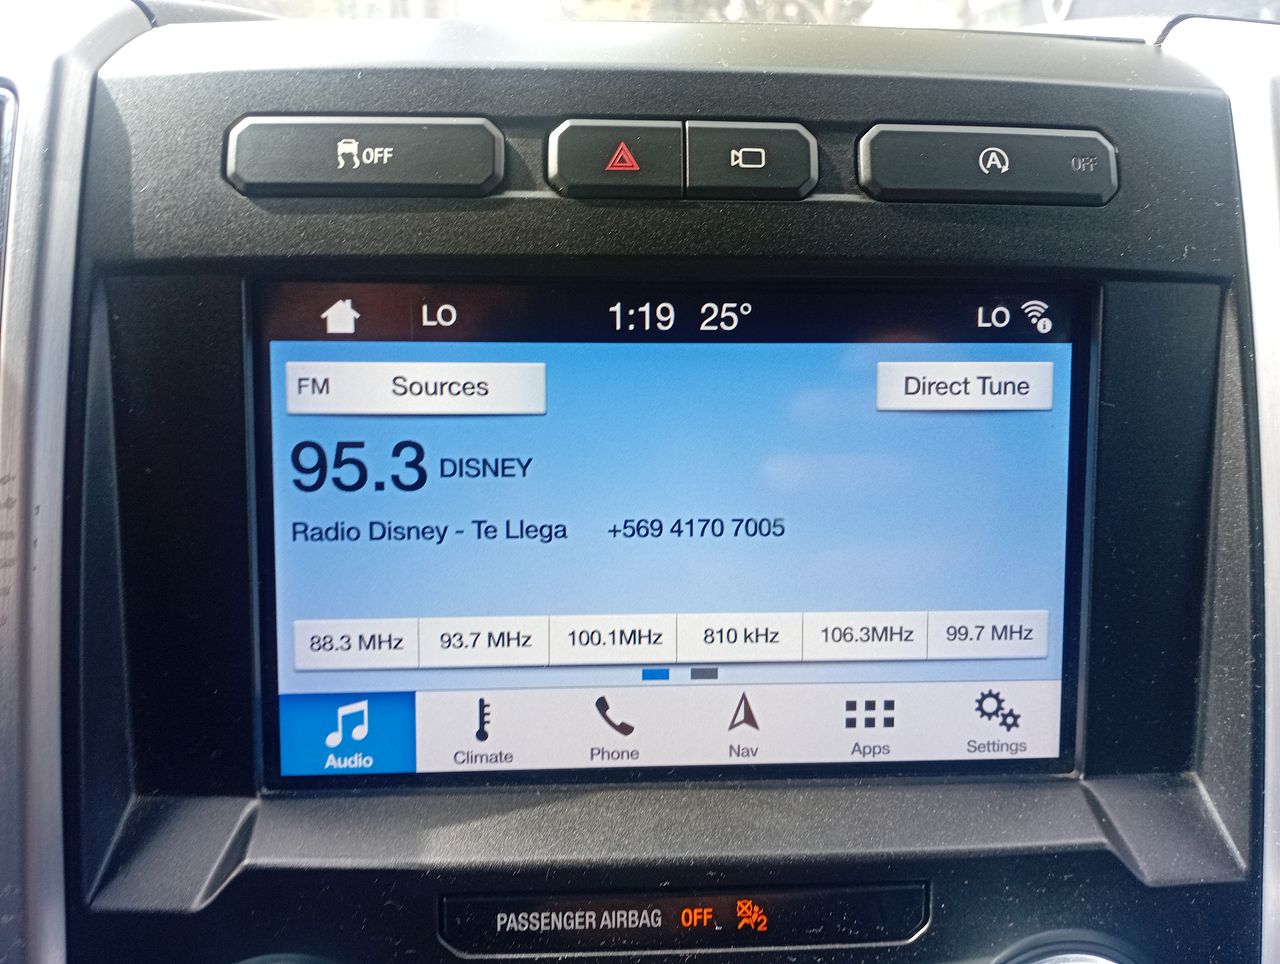 OFF
A OFF
LO 1:19 25° LO
FM Sources Direct Tune
95.3 DISNEY
Radio Disney - Te Llega +569 4170 7005
88.3 MHz 93.7 MHz 100.1MHz 810 kHz 106.3MHz 99.7 MHz
Audio Climate Phone Nav Apps Settings
PASSENGER AIRBAG OFF 2